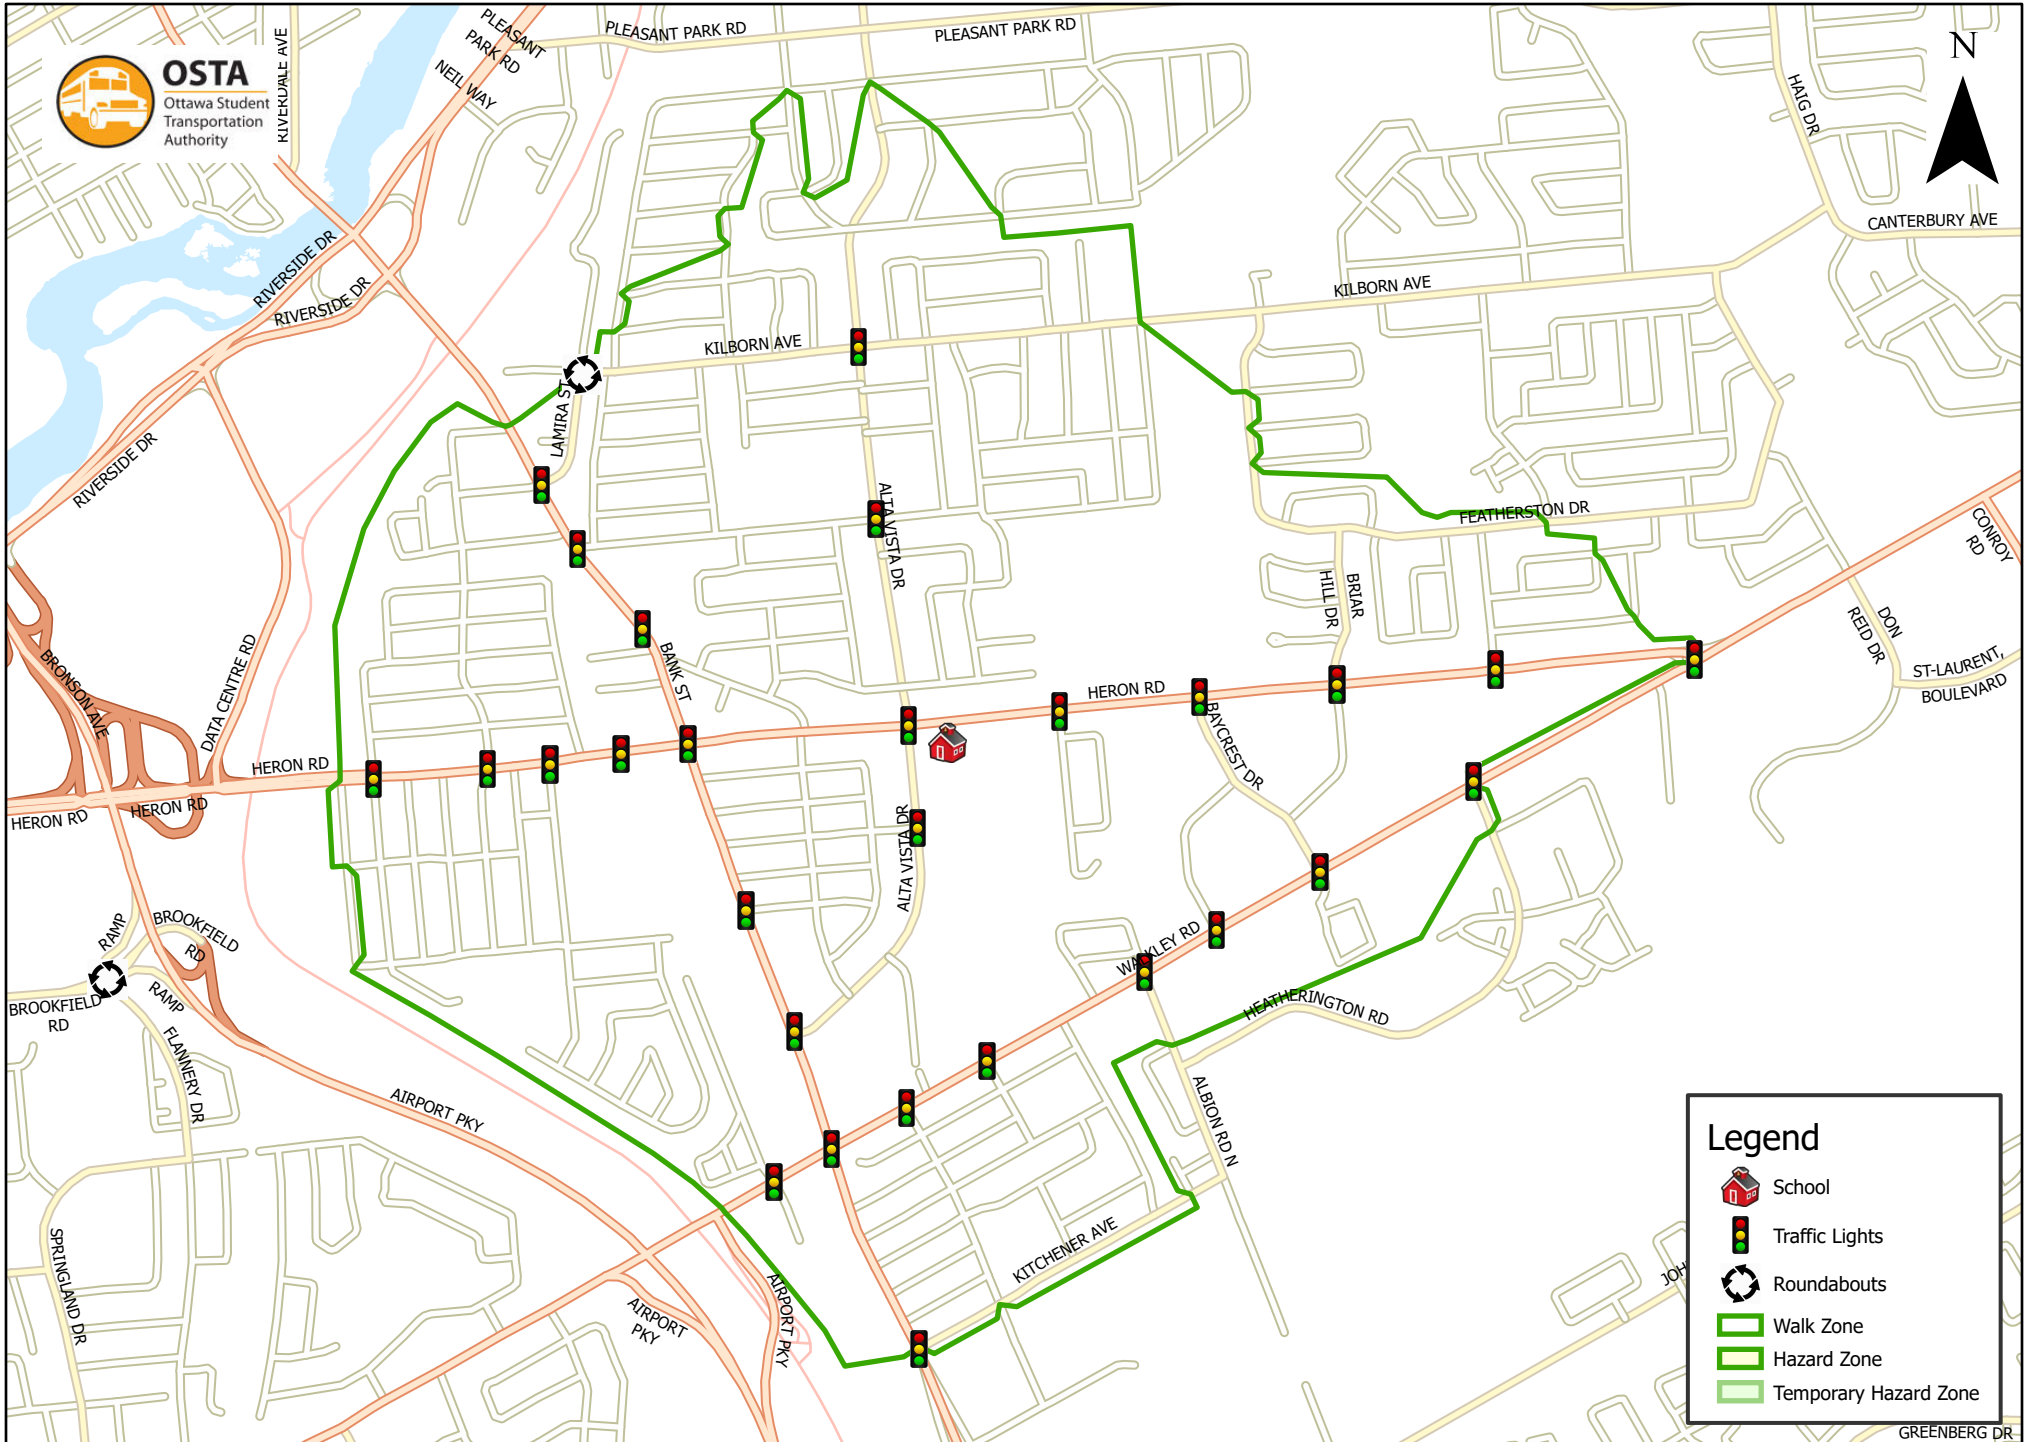 OSTA
Ottawa Student
Transportation
Authority
RIVERDALE AVE
PLEASANT
PARK RD
PLEASANT PARK RD
PLEASANT PARK RD
NEIL WAY
N
HAIG DR
CANTERBURY AVE
RIVERSIDE DR
RIVERSIDE DR
KILBORN AVE
KILBORN AVE
LAMIRA ST
RIVERSIDE DR
ALTA VISTA DR
FEATHERSTON DR
CONROY
RD
BRIAR
HILL DR
DON
REID DR
ST-LAURENT,
BOULEVARD
BRONSON AVE
DATA CENTRE RD
BANK ST
HERON RD
BAYCREST DR
HERON RD
HERON RD
HERON RD
ALTA VISTA DR
RAMP
BROOKFIELD
RD
WALKLEY RD
RAMP
BROOKFIELD
RD
HEATHERINGTON RD
FLANNERY DR
AIRPORT PKY
ALBION RD N
KITCHENER AVE
SPRINGLAND DR
AIRPORT PKY
AIRPORT
PKY
JOH
Legend
School
Traffic Lights
Roundabouts
Walk Zone
Hazard Zone
Temporary Hazard Zone
GREENBERG DR